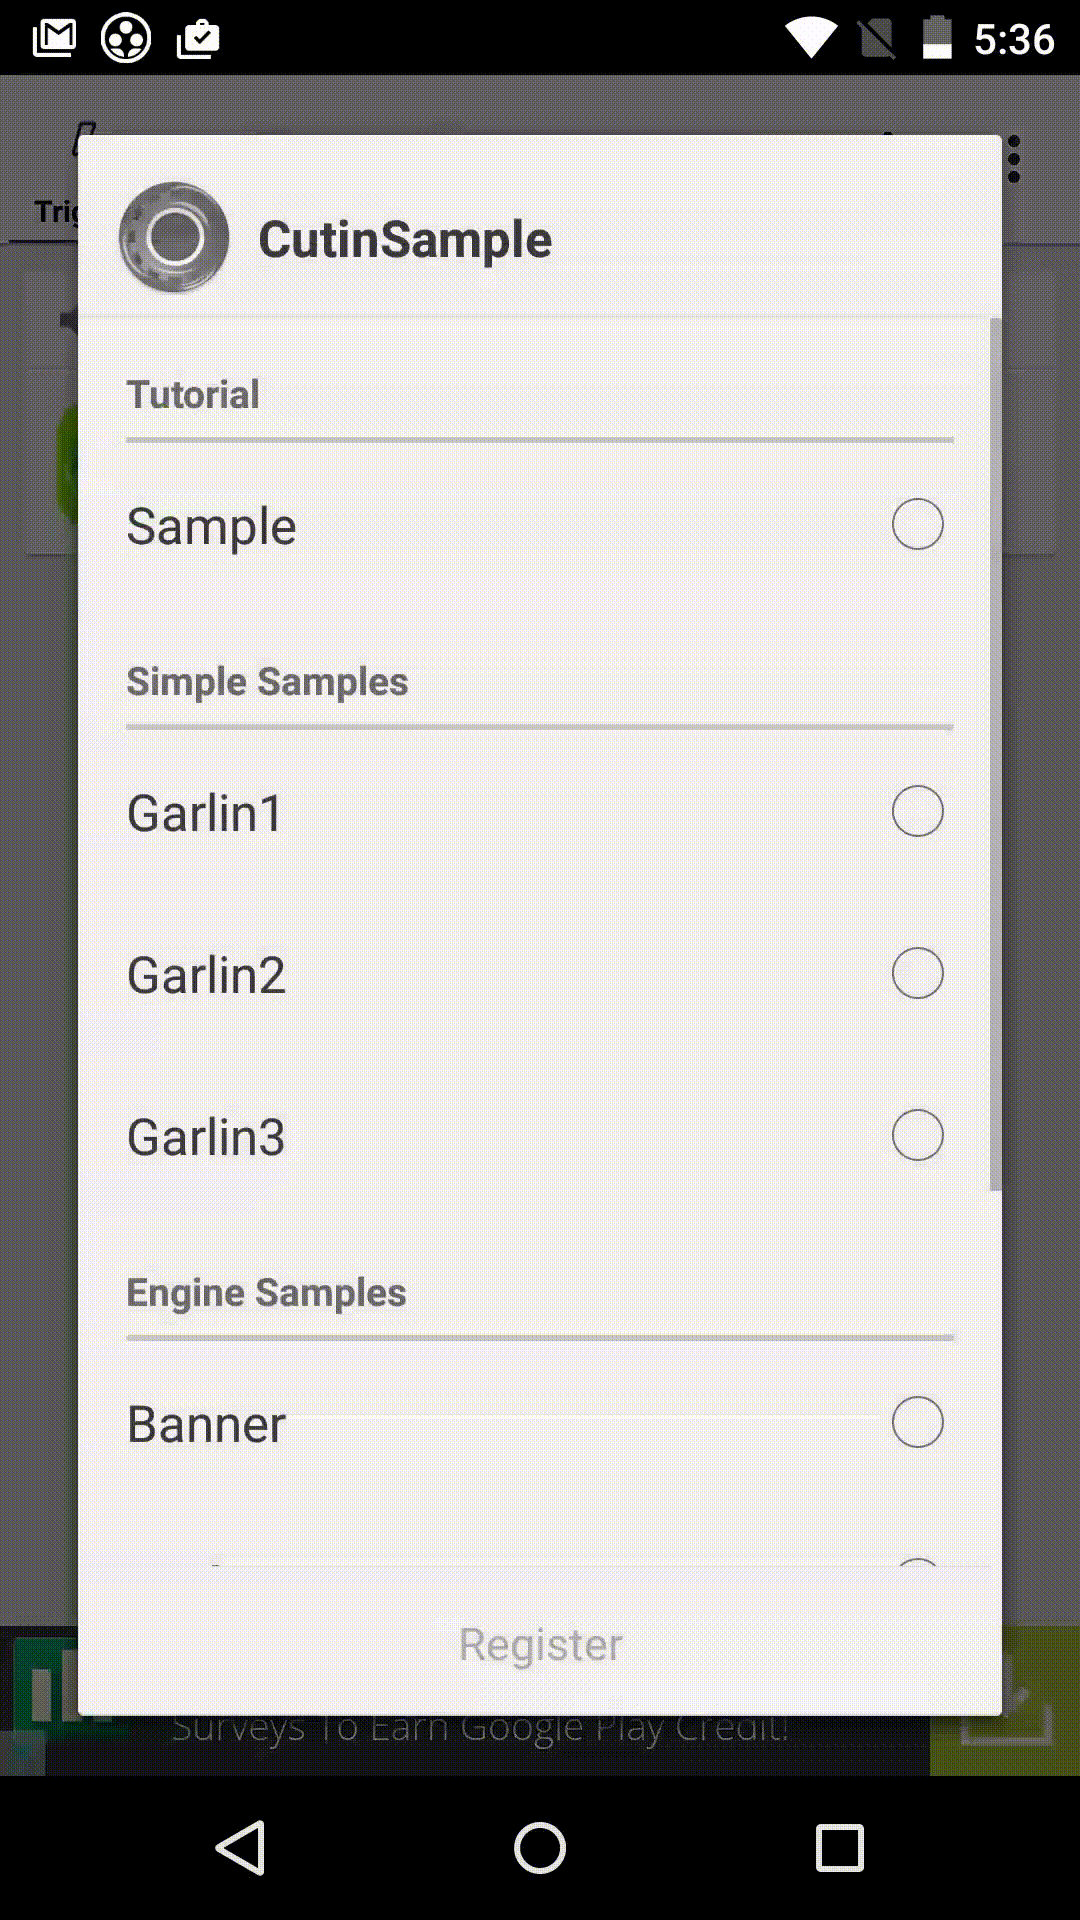 5:36
Trig
CutinSample
Tutorial
Sample
Simple Samples
Garlin1
Garlin2
Garlin3
Engine Samples
Banner
Register
Surveys To Earn Google Play Credit!